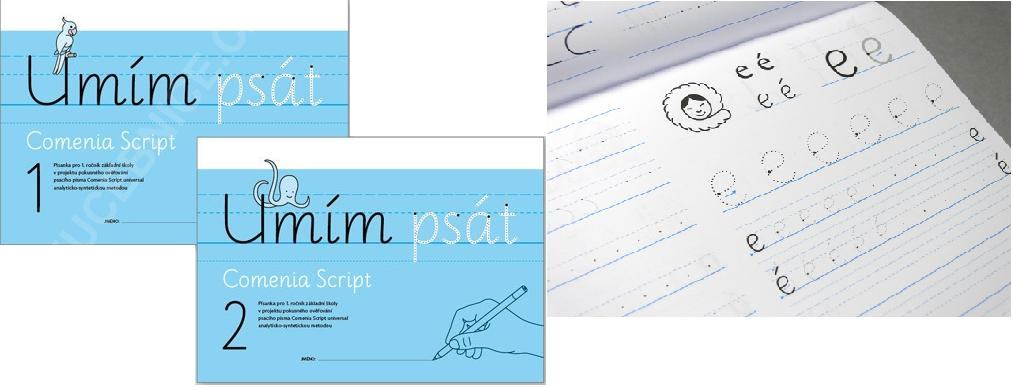 Umím psát
Comenia Script
1
Písanka pro 1. ročník základní školy
v projektu pokusného ověřování
psacího písma Comenia Script universal
analyticko-syntetickou metodou
JMÉNO:
Umím psát
Comenia Script
2
Písanka pro 1. ročník základní školy
v projektu pokusného ověřování
psacího písma Comenia Script universal
analyticko-syntetickou metodou
JMÉNO:
e é
e é
e e
e
é
e
é